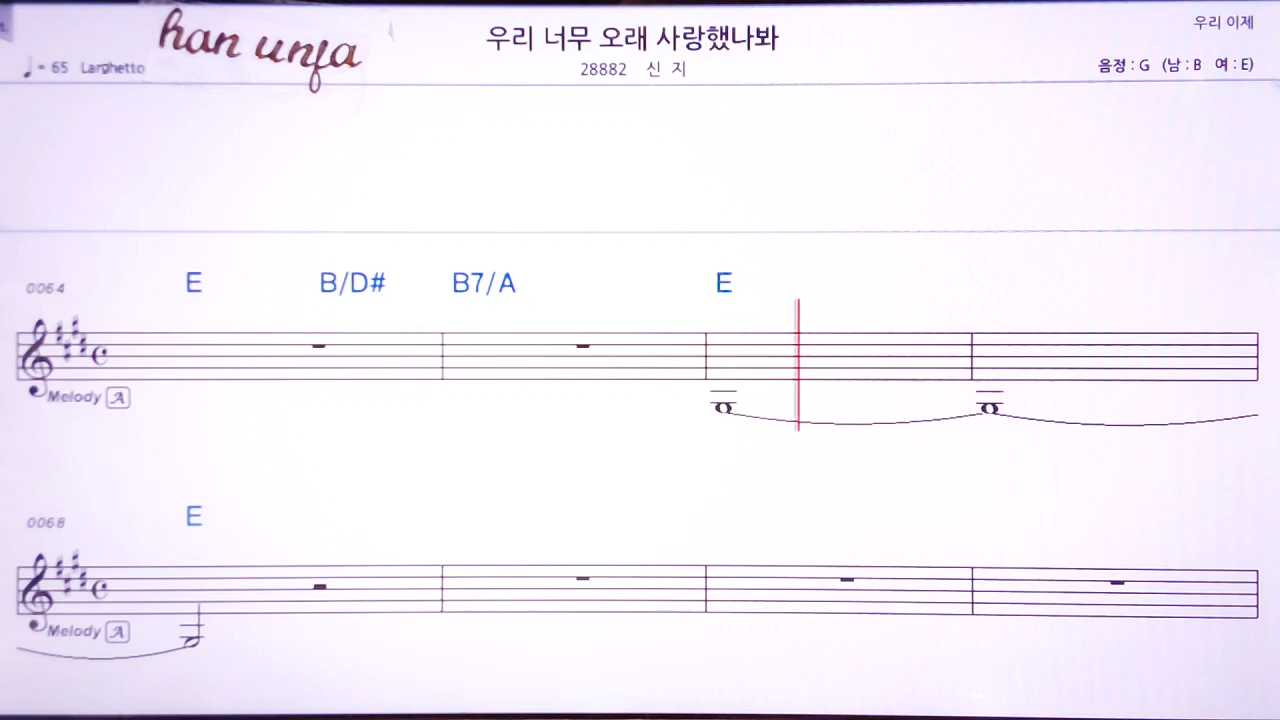 han unja
우리 너무 오래 사랑했나봐
우리 이제
♩= 65 Larghetto
28882 신 지
음정 : G (남 : B 여 : E)
0064
E B/D# B7/A E
Melody A
0068
E
Melody A